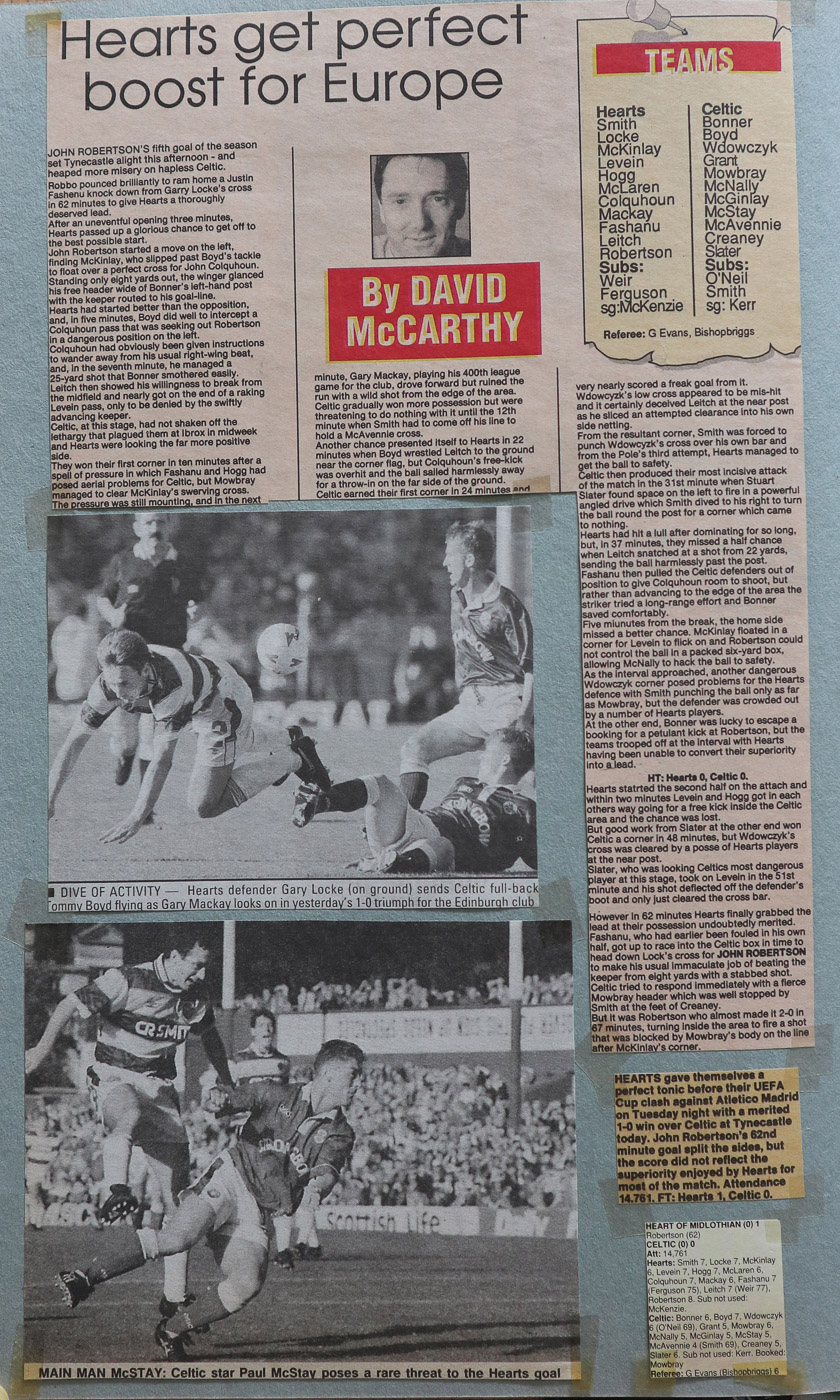 Hearts get perfect
boost for Europe
JOHN ROBERTSON'S fifth goal of the season
set Tynecastle alight this afternoon - and
heaped more misery on hapless Celtic.
Robbo pounced brilliantly to ram home a Justin
Fashenu knock down from Garry Locke's cross
in 62 minutes to give Hearts a thoroughly
deserved lead.
After an uneventful opening three minutes,
Hearts passed up a glorious chance to get off to
the best possible start.
John Robertson started a move on the left,
finding McKinlay, who slipped past Boyd's tackle
to float over a perfect cross for John Colquhoun.
Standing only eight yards out, the winger glanced
his free header wide of Bonner's left-hand post
with the keeper routed to his goal-line.
Hearts had started better than the opposition,
and, in five minutes, Boyd did well to intercept a
Colquhoun pass that was seeking out Robertson
in a dangerous position on the left.
Colquhoun had obviously been given instructions
to wander away from his usual right-wing beat,
and, in the seventh minute, he managed a
25-yard shot that Bonner smothered easily.
Leitch then showed his willingness to break from
the midfield and nearly got on the end of a raking
Levein pass, only to be denied by the swiftly
advancing keeper.
Celtic, at this stage, had not shaken off the
lethargy that plagued them at Ibrox in midweek
and Hearts were looking the far more positive
side.
They won their first corner in ten minutes after a
spell of pressure in which Fashanu and Hogg had
posed aerial problems for Celtic, but Mowbray
managed to clear McKinlay's swerving cross.
The pressure was still mounting, and in the next
By DAVID
McCARTHY
minute, Gary Mackay, playing his 400th league
game for the club, drove forward but ruined the
run with a wild shot from the edge of the area.
Celtic gradually won more possession but were
threatening to do nothing with it until the 12th
minute when Smith had to come off his line to
hold a McAvennie cross.
Another chance presented itself to Hearts in 22
minutes when Boyd wrestled Leitch to the ground
near the corner flag, but Colquhoun's free-kick
was overhit and the ball sailed harmlessly away
for a throw-in on the far side of the ground.
Celtic earned their first corner in 24 minutes and
TEAMS
Hearts
Smith
Locke
McKinlay
Levein
Hogg
McLaren
Colquhoun
Mackay
Fashanu
Leitch
Robertson
Subs:
Weir
Ferguson
sg:McKenzie
Celtic
Bonner
Boyd
Wdowczyk
Grant
Mowbray
McNally
McGinlay
McStay
McAvennie
Creaney
Slater
Subs:
O'Neil
Smith
sg: Kerr
Referee: G Evans, Bishopbriggs
very nearly scored a freak goal from it.
Wdowcyzk's low cross appeared to be mis-hit
and it certainly deceived Leitch at the near post
as he sliced an attempted clearance into his own
side netting.
From the resultant corner, Smith was forced to
punch Wdowcyzk's cross over his own bar and
from the Pole's third attempt, Hearts managed to
get the ball to safety.
Celtic then produced their most incisive attack
of the match in the 31st minute when Stuart
Slater found space on the left to fire in a powerful
angled drive which Smith dived to his right to turn
the ball round the post for a corner which came
to nothing.
Hearts had hit a lull after dominating for so long,
but, in 37 minutes, they missed a half chance
when Leitch snatched at a shot from 22 yards,
sending the ball harmlessly past the post.
Fashanu then pulled the Celtic defenders out of
position to give Colquhoun room to shoot, but
rather than advancing to the edge of the area the
striker tried a long-range effort and Bonner
saved comfortably.
Five miunutes from the break, the home side
missed a better chance. McKinlay floated in a
corner for Levein to flick on and Robertson could
not control the ball in a packed six-yard box,
allowing McNally to hack the ball to safety.
As the interval approached, another dangerous
Wdowczyk corner posed problems for the Hearts
defence with Smith punching the ball only as far
as Mowbray, but the defender was crowded out
by a number of Hearts players.
At the other end, Bonner was lucky to escape a
booking for a petulant kick at Robertson, but the
teams trooped off at the interval with Hearts
having been unable to convert their superiority
into a lead.
HT: Hearts 0, Celtic 0.
Hearts startred the second half on the attach and
within two minutes Levein and Hogg got in each
others way going for a free kick inside the Celtic
area and the chance was lost.
But good work from Slater at the other end won
Celtic a corner in 48 minutes, but Wdowczyk's
cross was cleared by a posse of Hearts players
at the near post.
Slater, who was looking Celtics most dangerous
player at this stage, took on Levein in the 51st
minute and his shot deflected off the defender's
boot and only just cleared the cross bar.
However in 62 minutes Hearts finally grabbed the
lead at their possession undoubtedly merited.
Fashanu, who had earlier been fouled in his own
half, got up to race into the Celtic box in time to
head down Lock's cross for JOHN ROBERTSON
to make his usual immaculate job of beating the
keeper from eight yards with a stabbed shot.
Celtic tried to respond immediately with a fierce
Mowbray header which was well stopped by
Smith at the feet of Creaney.
But it was Robertson who almost made it 2-0 in
67 minutes, turning inside the area to fire a shot
that was blocked by Mowbray's body on the line
after McKinlay's corner.
■ DIVE OF ACTIVITY — Hearts defender Gary Locke (on ground) sends Celtic full-back
Tommy Boyd flying as Gary Mackay looks on in yesterday's 1-0 triumph for the Edinburgh club
CR SMITH
Scottish Life
MAIN MAN McSTAY: Celtic star Paul McStay poses a rare threat to the Hearts goal
HEARTS gave themselves a
perfect tonic before their UEFA
Cup clash against Atletico Madrid
on Tuesday night with a merited
1-0 win over Celtic at Tynecastle
today. John Robertson's 62nd
minute goal split the sides, but
the score did not reflect the
superiority enjoyed by Hearts for
most of the match. Attendance
14.761. FT: Hearts 1, Celtic 0.
HEART OF MIDLOTHIAN (0) 1
Robertson (62)
CELTIC (0) 0
Att: 14,761
Hearts: Smith 7, Locke 7, McKinlay
6, Levein 7, Hogg 7, McLaren 6,
Colquhoun 7, Mackay 6, Fashanu 7
(Ferguson 75), Leitch 7 (Weir 77),
Robertson 8. Sub not used:
McKenzie.
Celtic: Bonner 6, Boyd 7, Wdowczyk
6 (O'Neil 69), Grant 5, Mowbray 6,
McNally 5, McGinlay 5, McStay 5,
McAvennie 4 (Smith 69), Creaney 5,
Slater 6. Sub not used: Kerr. Booked:
Mowbray
Referee: G Evans (Bishopbriggs) 6